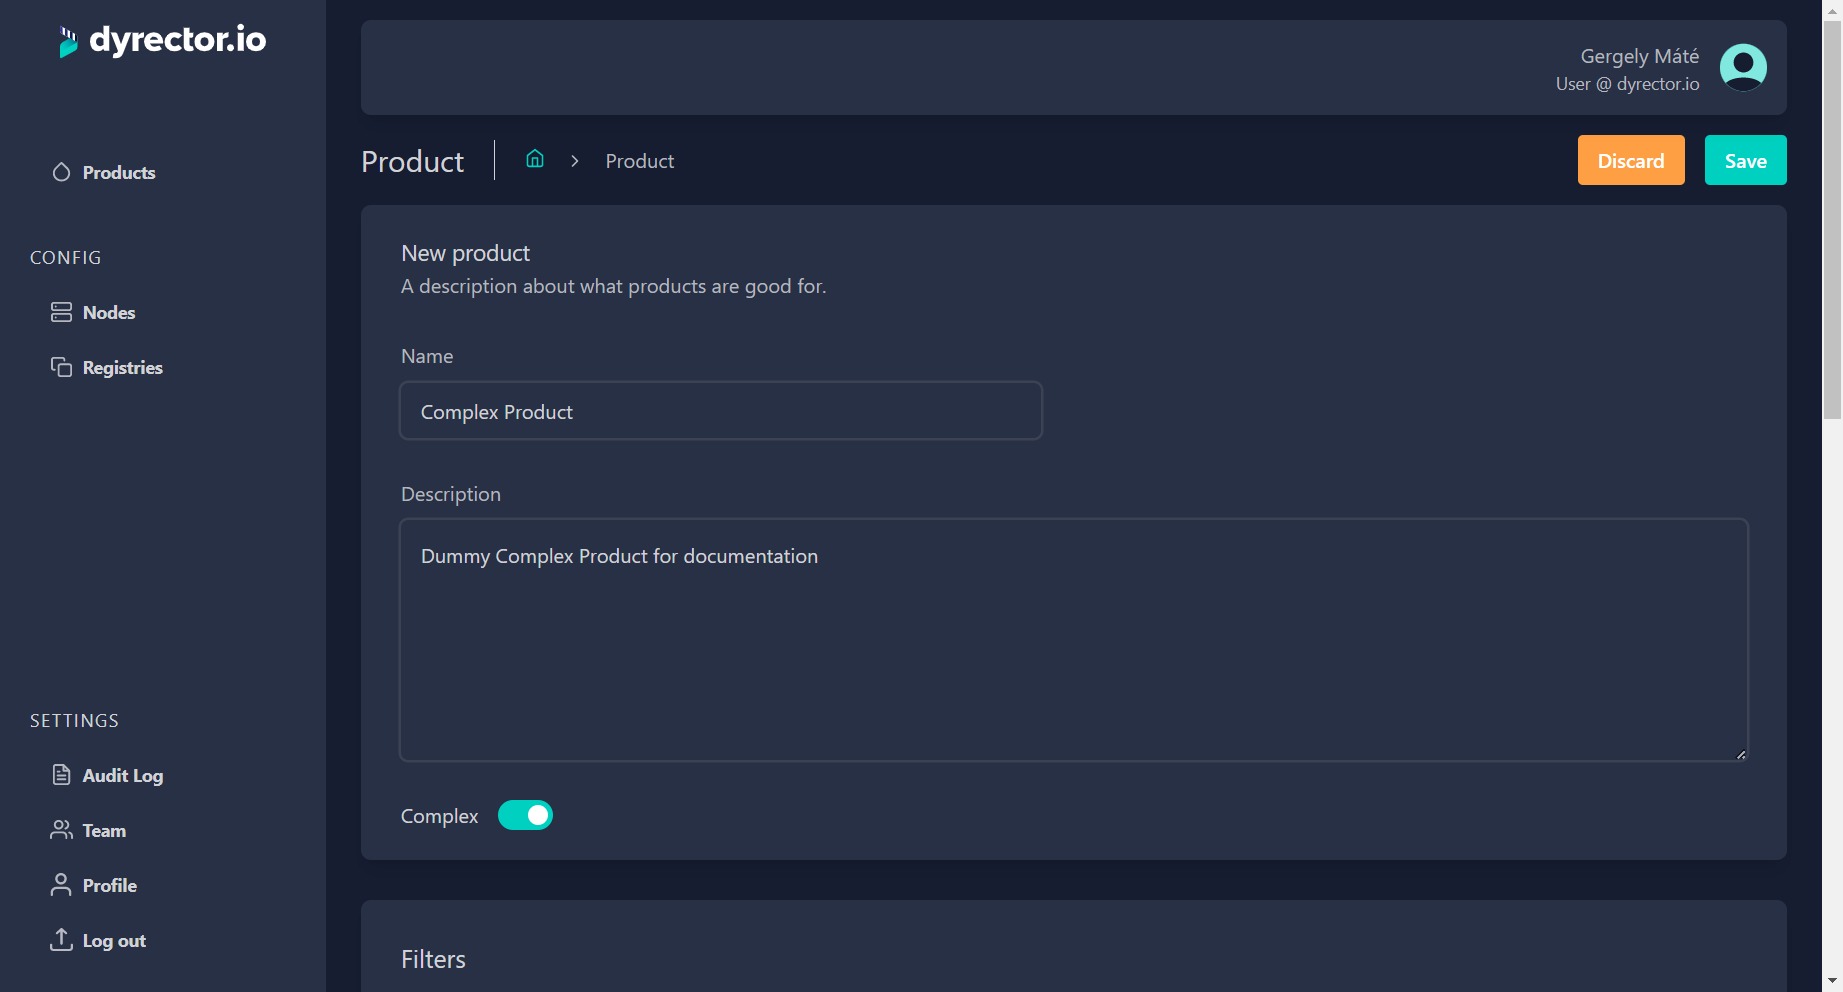 dyrector.io
Products
CONFIG
Nodes
Registries
SETTINGS
Audit Log
Team
Profile
Log out
Gergely Máté
User @ dyrector.io
Product
Product
Discard
Save
New product
A description about what products are good for.
Name
Complex Product
Description
Dummy Complex Product for documentation
Complex
Filters